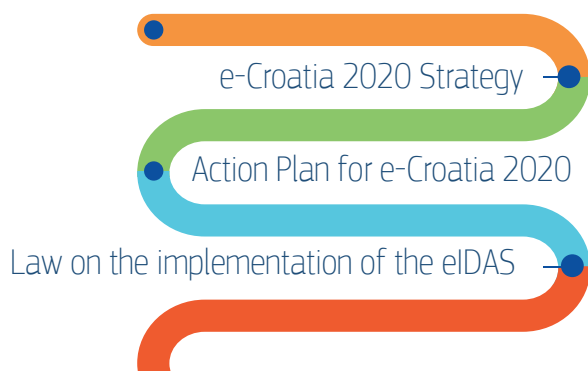 e-Croatia 2020 Strategy
Action Plan for e-Croatia 2020
Law on the implementation of the eIDAS